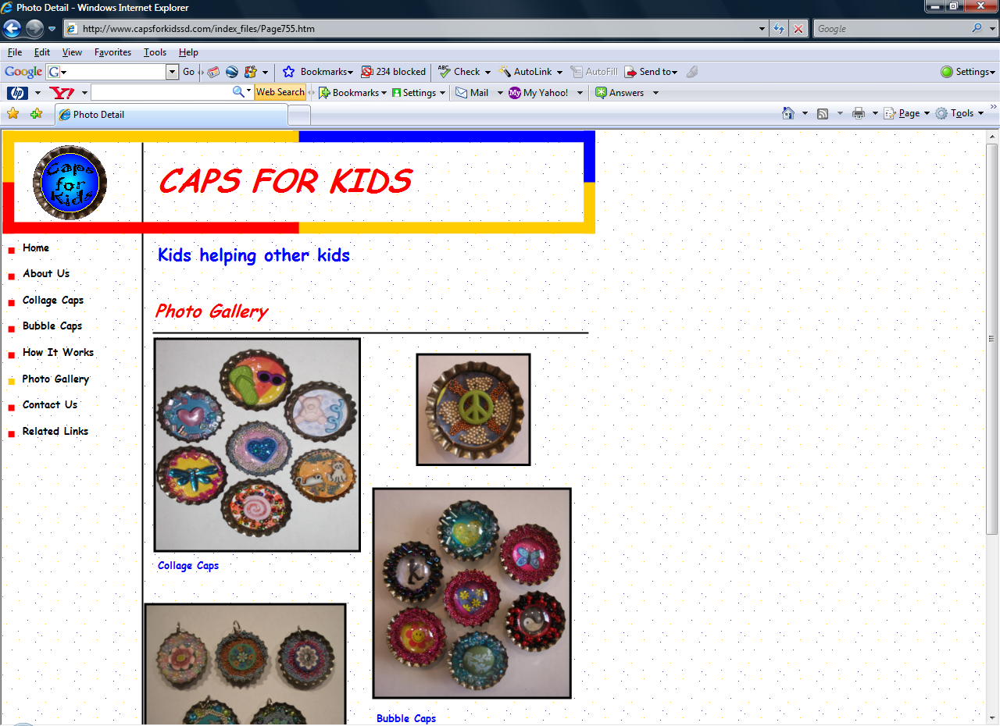 Photo Detail - Windows Internet Explorer
http://www.capsforkidssd.com/index_files/Page755.htm
Google
File Edit View Favorites Tools Help
Google G Go Bookmarks 234 blocked ABC Check AutoLink AutoFill Send to Settings
hp Y! Web Search Bookmarks Settings Mail My My Yahoo! Answers
Photo Detail
Page Tools
Caps
for
Kids
CAPS FOR KIDS
Kids helping other kids
Home
About Us
Collage Caps
Bubble Caps
How It Works
Photo Gallery
Contact Us
Related Links
Photo Gallery
K
Collage Caps
Bubble Caps